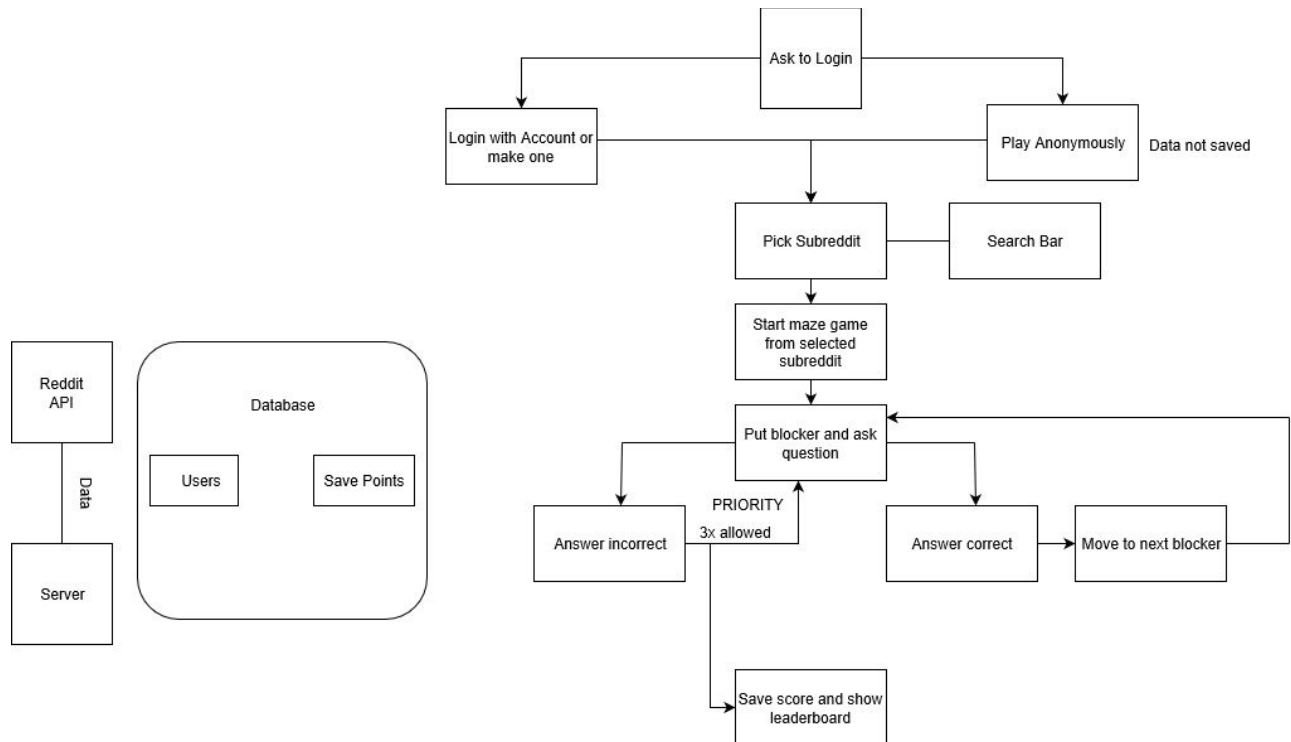 Ask to Login
Login with Account or
make one
Play Anonymously
Data not saved
Pick Subreddit
Search Bar
Start maze game
from selected
subreddit
Reddit
API
Data
Server
Database
Users
Save Points
Put blocker and ask
question
PRIORITY
3x allowed
Answer incorrect
Answer correct
Move to next blocker
Save score and show
leaderboard